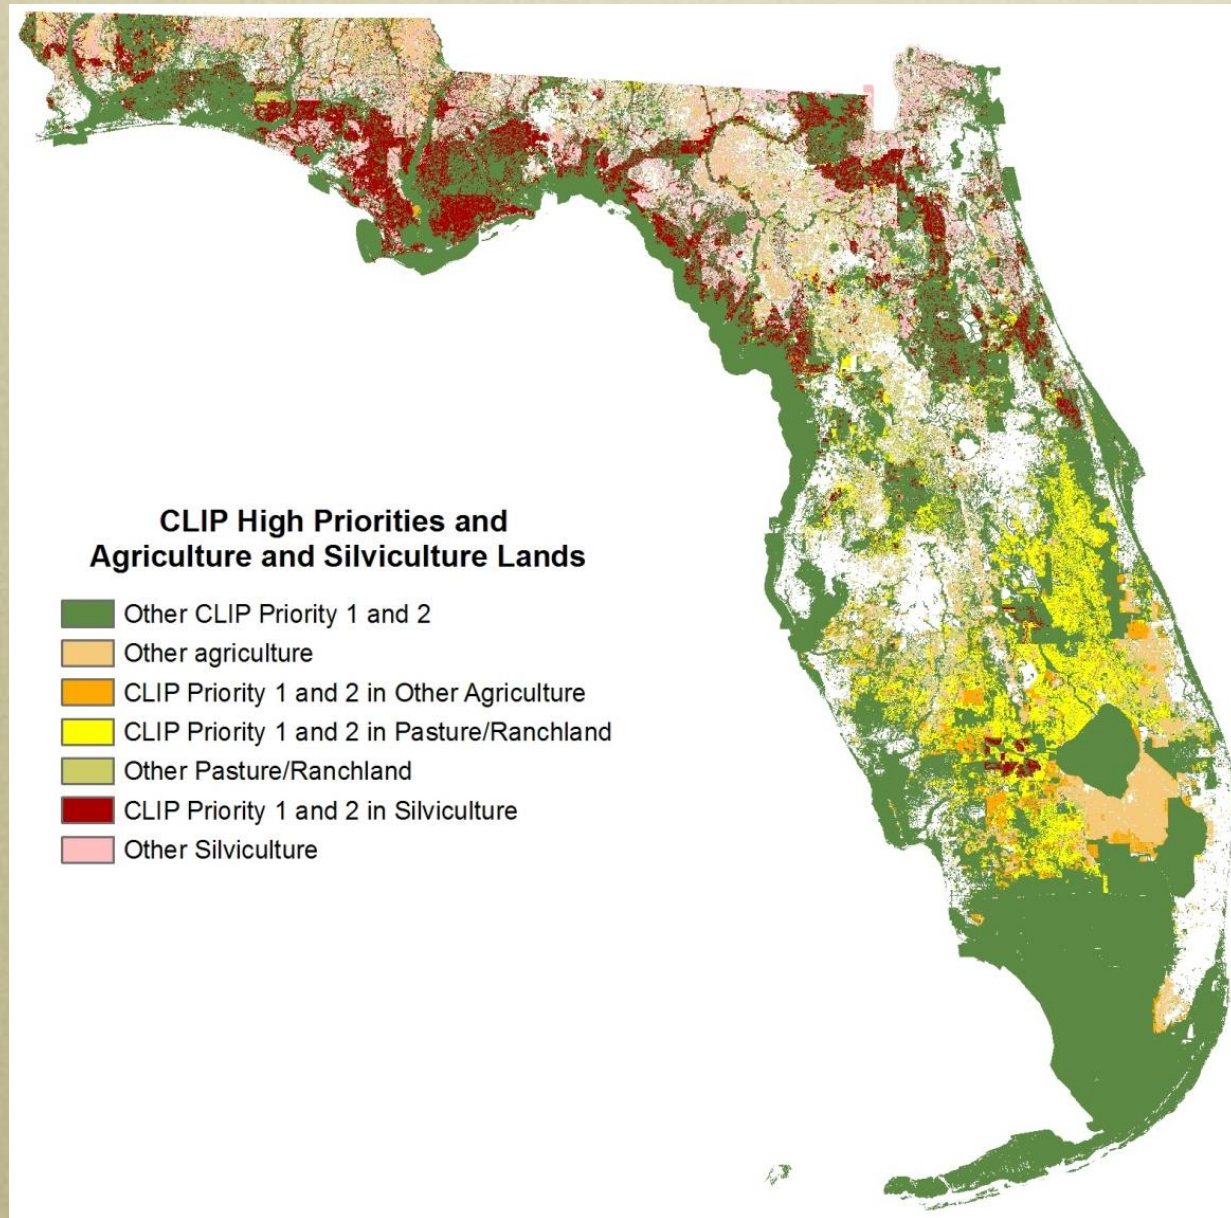 CLIP High Priorities and
Agriculture and Silviculture Lands
Other CLIP Priority 1 and 2
Other agriculture
CLIP Priority 1 and 2 in Other Agriculture
CLIP Priority 1 and 2 in Pasture/Ranchland
Other Pasture/Ranchland
CLIP Priority 1 and 2 in Silviculture
Other Silviculture